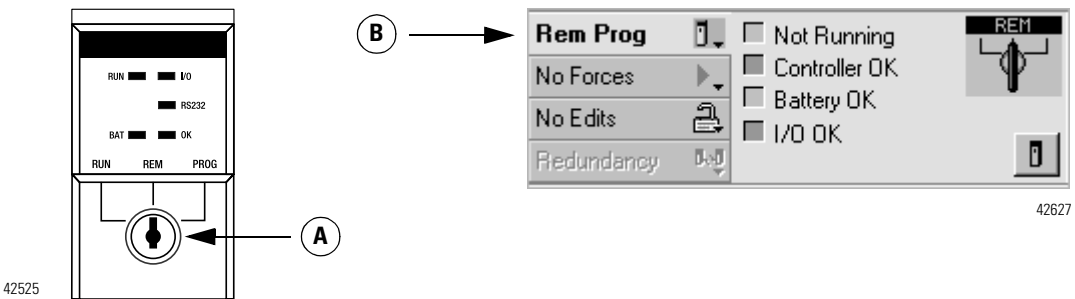 RUN I/O
RS232
BAT OK
RUN REM PROG
A
42525
B
Rem Prog
No Forces
No Edits
Redundancy
Not Running
Controller OK
Battery OK
I/O OK
REM
42627